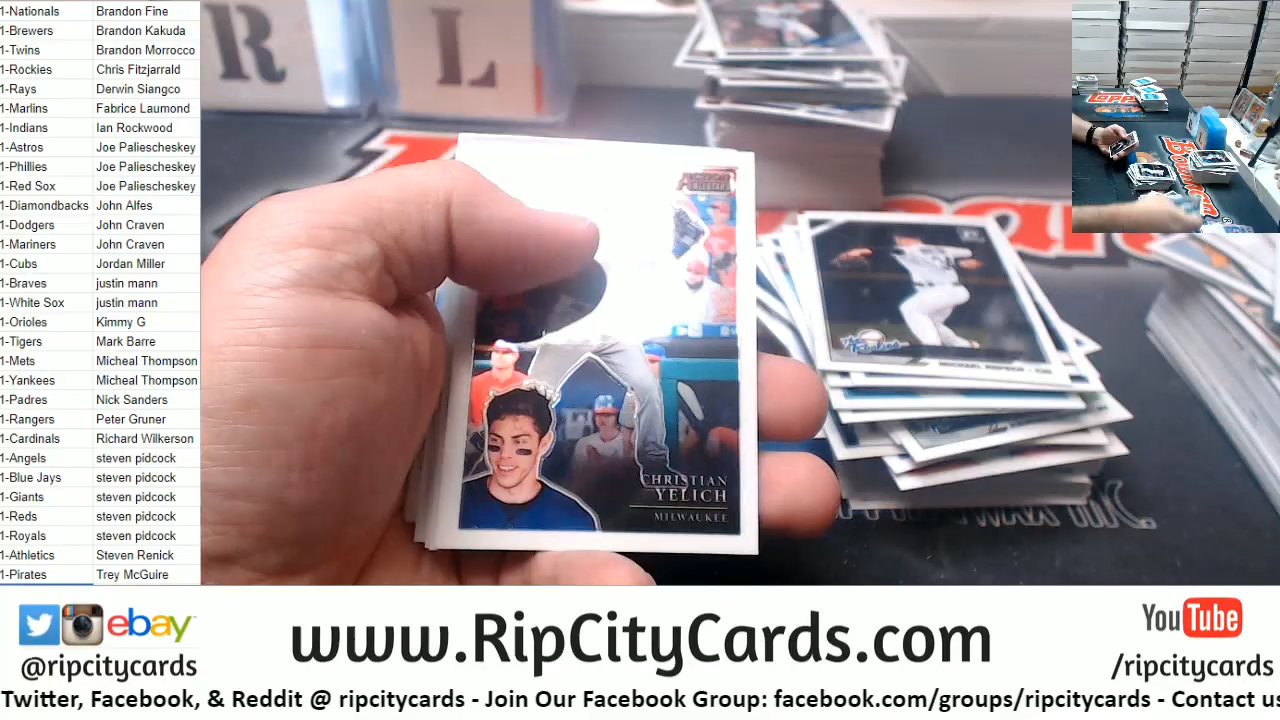 1-Nationals Brandon Fine
1-Brewers Brandon Kakuda
1-Twins Brandon Morrocco
1-Rockies Chris Fitzjarrald
1-Rays Derwin Siangco
1-Marlins Fabrice Laumond
1-Indians Ian Rockwood
1-Astros Joe Paliescheskey
1-Phillies Joe Paliescheskey
1-Red Sox Joe Paliescheskey
1-Diamondbacks John Alfes
1-Dodgers John Craven
1-Mariners John Craven
1-Cubs Jordan Miller
1-Braves justin mann
1-White Sox justin mann
1-Orioles Kimmy G
1-Tigers Mark Barre
1-Mets Micheal Thompson
1-Yankees Micheal Thompson
1-Padres Nick Sanders
1-Rangers Peter Gruner
1-Cardinals Richard Wilkerson
1-Angels steven pidcock
1-Blue Jays steven pidcock
1-Giants steven pidcock
1-Reds steven pidcock
1-Royals steven pidcock
1-Athletics Steven Renick
1-Pirates Trey McGuire
R L
CHRISTIAN
YELICH
MILWAUKEE
ebay
@ripcitycards
www.RipCityCards.com
YouTube
/ripcitycards
Twitter, Facebook, & Reddit @ ripcitycards - Join Our Facebook Group: facebook.com/groups/ripcitycards - Contact us